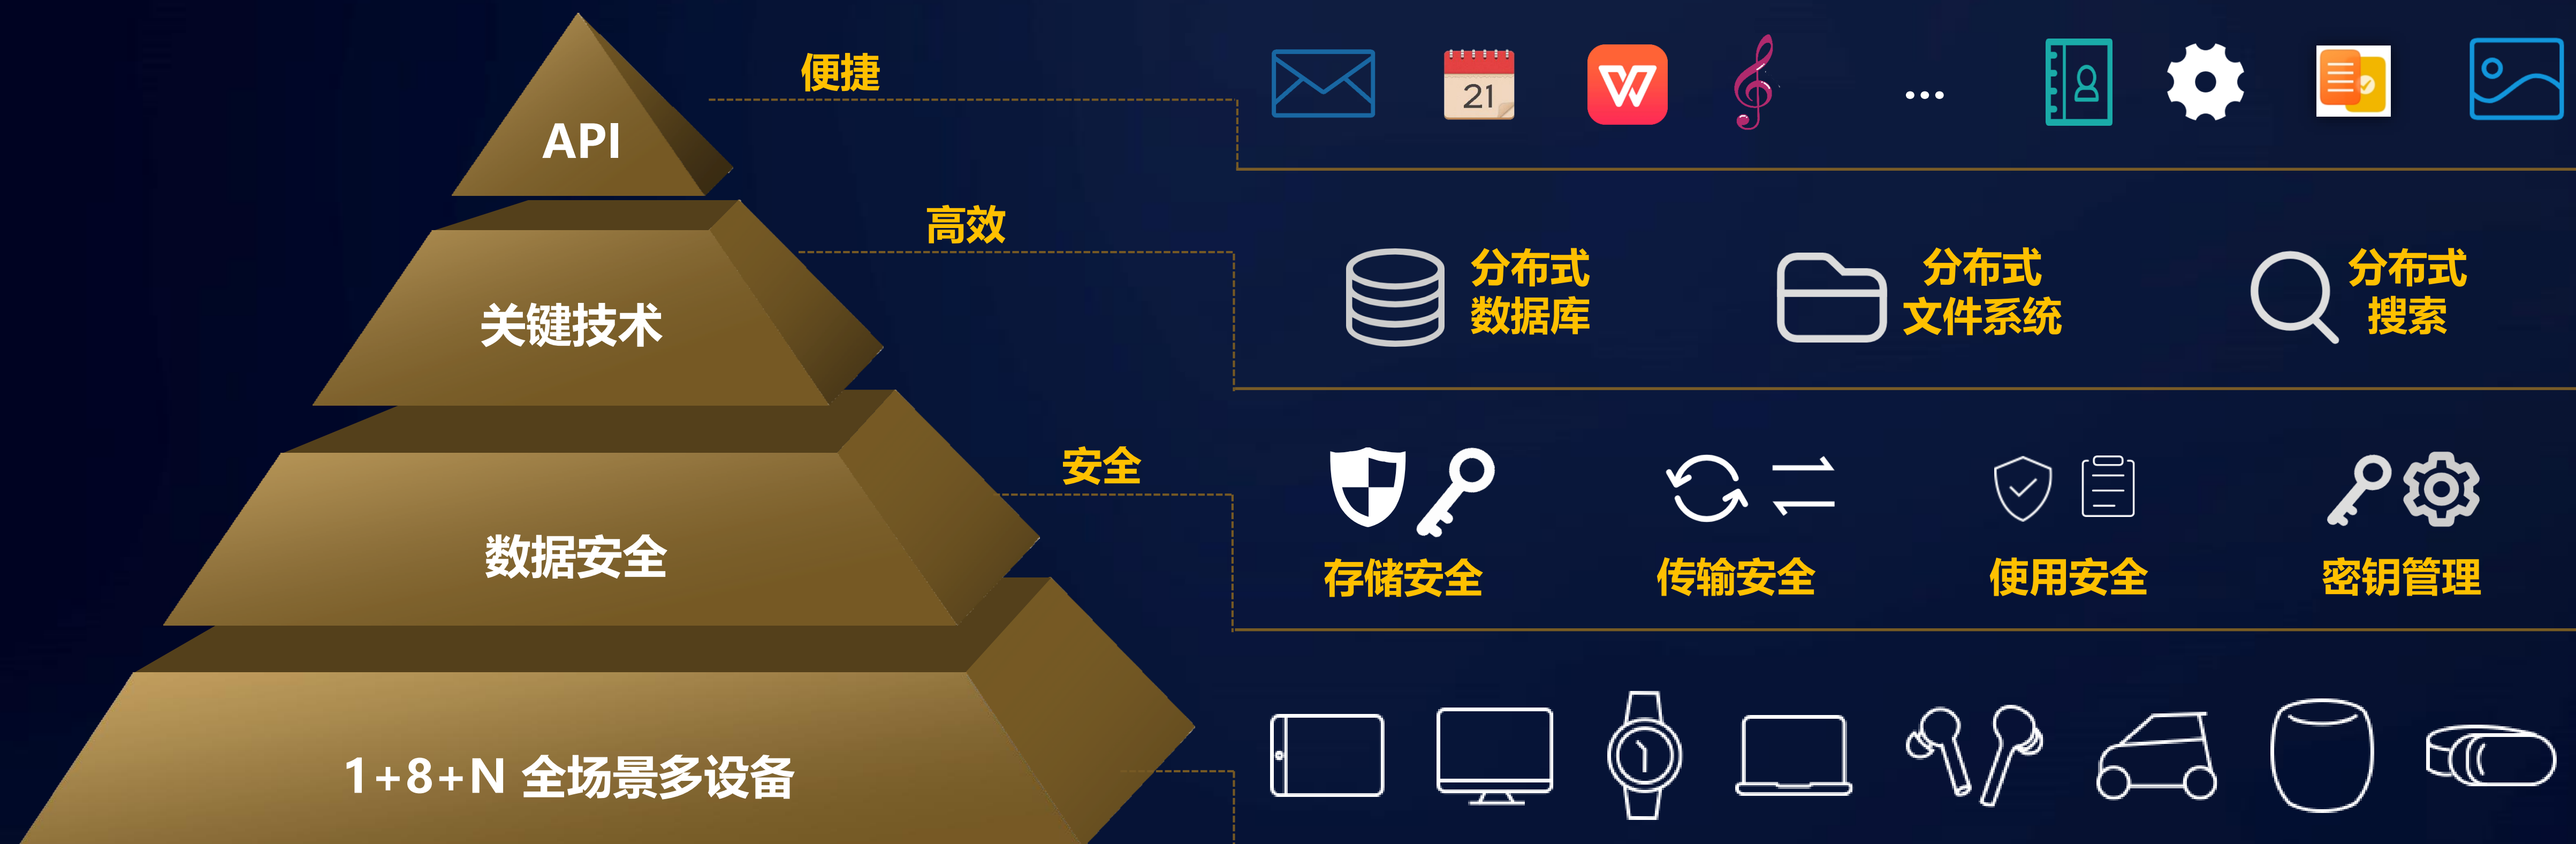 便捷
21
W
...
API
高效
分布式
数据库
分布式
文件系统
分布式
搜索
关键技术
安全
存储安全
传输安全
使用安全
密钥管理
数据安全
1+8+N 全场景多设备